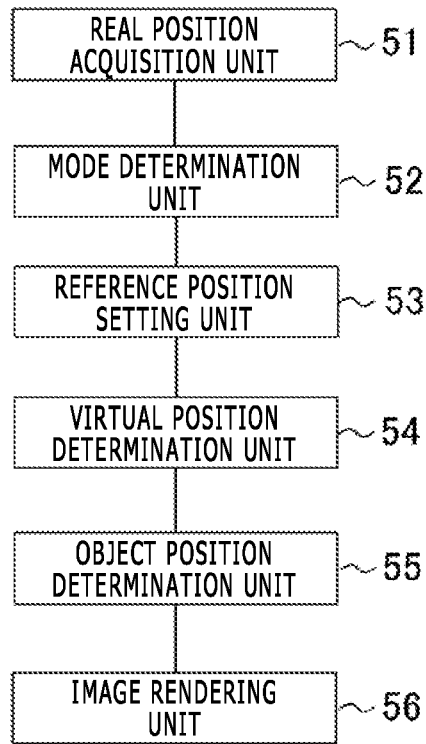 REAL POSITION
ACQUISITION UNIT
51
MODE DETERMINATION
UNIT
52
REFERENCE POSITION
SETTING UNIT
53
VIRTUAL POSITION
DETERMINATION UNIT
54
OBJECT POSITION
DETERMINATION UNIT
55
IMAGE RENDERING
UNIT
56